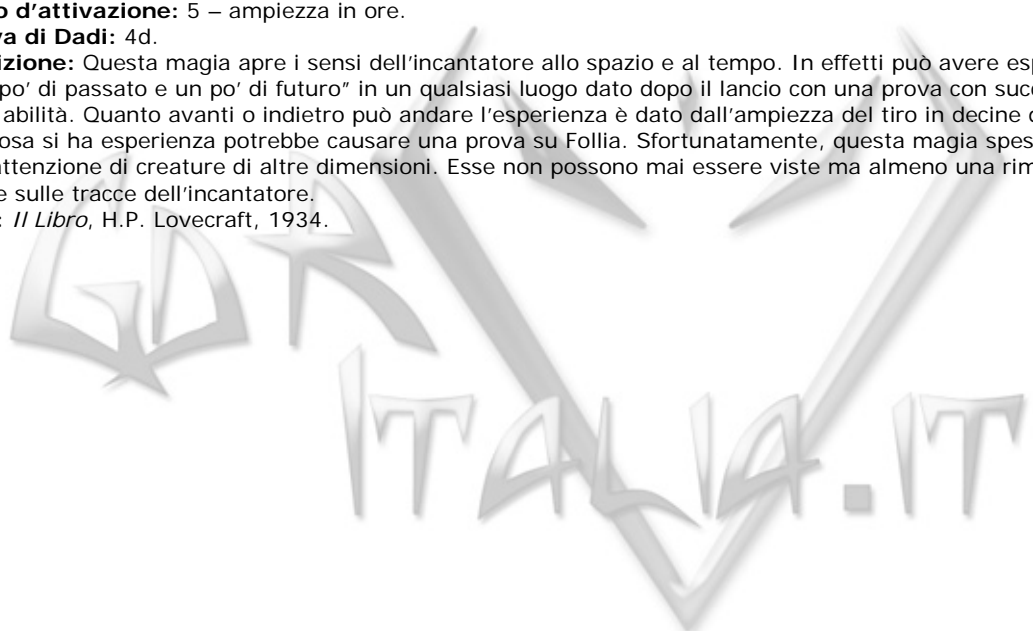 o d'attivazione: 5 – ampiezza in ore.
va di Dadi: 4d.
izione: Questa magia apre i sensi dell'incantatore allo spazio e al tempo. In effetti può avere esp
po' di passato e un po' di futuro" in un qualsiasi luogo dato dopo il lancio con una prova con succ
abilità. Quanto avanti o indietro può andare l'esperienza è dato dall'ampiezza del tiro in decine
osa si ha esperienza potrebbe causare una prova su Follia. Sfortunatamente, questa magia spes
attenzione di creature di altre dimensioni. Esse non possono mai essere viste ma almeno una rim
e sulle tracce dell'incantatore.
: Il Libro, H.P. Lovecraft, 1934.
GDR
ITALIA.IT